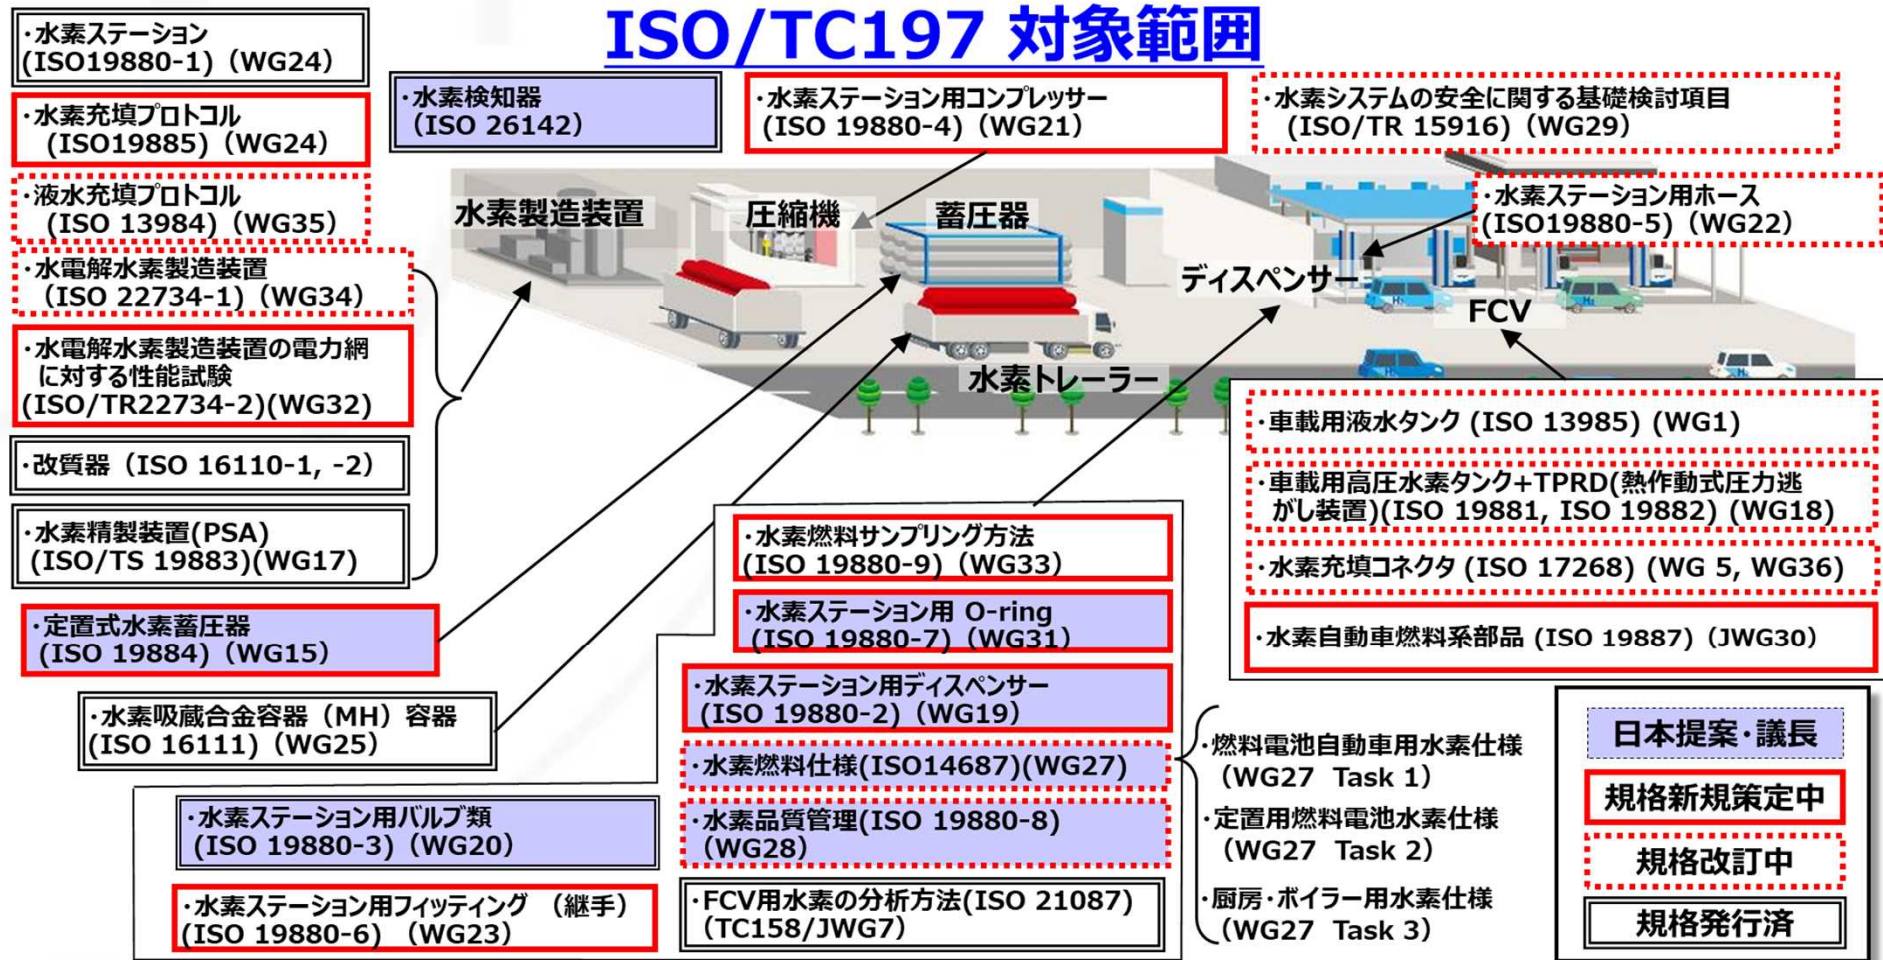 ISO/TC197 対象範囲
・水素ステーション
(ISO19880-1)（WG24）
・水素充填プロトコル
(ISO19885)（WG24）
・液水充填プロトコル
(ISO 13984)（WG35）
・水電解水素製造装置
（ISO 22734-1)（WG34）
・水電解水素製造装置の電力網
に対する性能試験
(ISO/TR22734-2)(WG32)
・改質器（ISO 16110-1, -2）
・水素精製装置(PSA)
(ISO/TS 19883)(WG17)
・定置式水素蓄圧器
(ISO 19884)（WG15）
・水素吸蔵合金容器（MH）容器
(ISO 16111)（WG25）
・水素検知器
（ISO 26142）
・水素ステーション用コンプレッサー
(ISO 19880-4)（WG21）
・水素システムの安全に関する基礎検討項目
(ISO/TR 15916)（WG29）
・水素ステーション用ホース
(ISO19880-5)（WG22）
水素製造装置
圧縮機
蓄圧器
ディスペンサー
FCV
水素トレーラー
・車載用液水タンク (ISO 13985) (WG1)
・車載用高圧水素タンク+TPRD(熱作動式圧力逃
がし装置)(ISO 19881, ISO 19882) (WG18)
・水素充填コネクタ (ISO 17268) (WG 5, WG36)
・水素自動車燃料系部品 (ISO 19887)（JWG30）
・水素燃料サンプリング方法
(ISO 19880-9)（WG33）
・水素ステーション用 O-ring
(ISO 19880-7)（WG31）
・水素ステーション用ディスペンサー
(ISO 19880-2)（WG19）
・水素燃料仕様(ISO14687)(WG27)
・水素品質管理(ISO 19880-8)
（WG28）
・FCV用水素の分析方法(ISO 21087)
（TC158/JWG7）
・水素ステーション用バルブ類
(ISO 19880-3)（WG20）
・水素ステーション用フィッティング （継手）
(ISO 19880-6) （WG23）
・燃料電池自動車用水素仕様
（WG27 Task 1）
・定置用燃料電池水素仕様
（WG27 Task 2）
・厨房・ボイラー用水素仕様
（WG27 Task 3）
日本提案・議長
規格新規策定中
規格改訂中
規格発行済